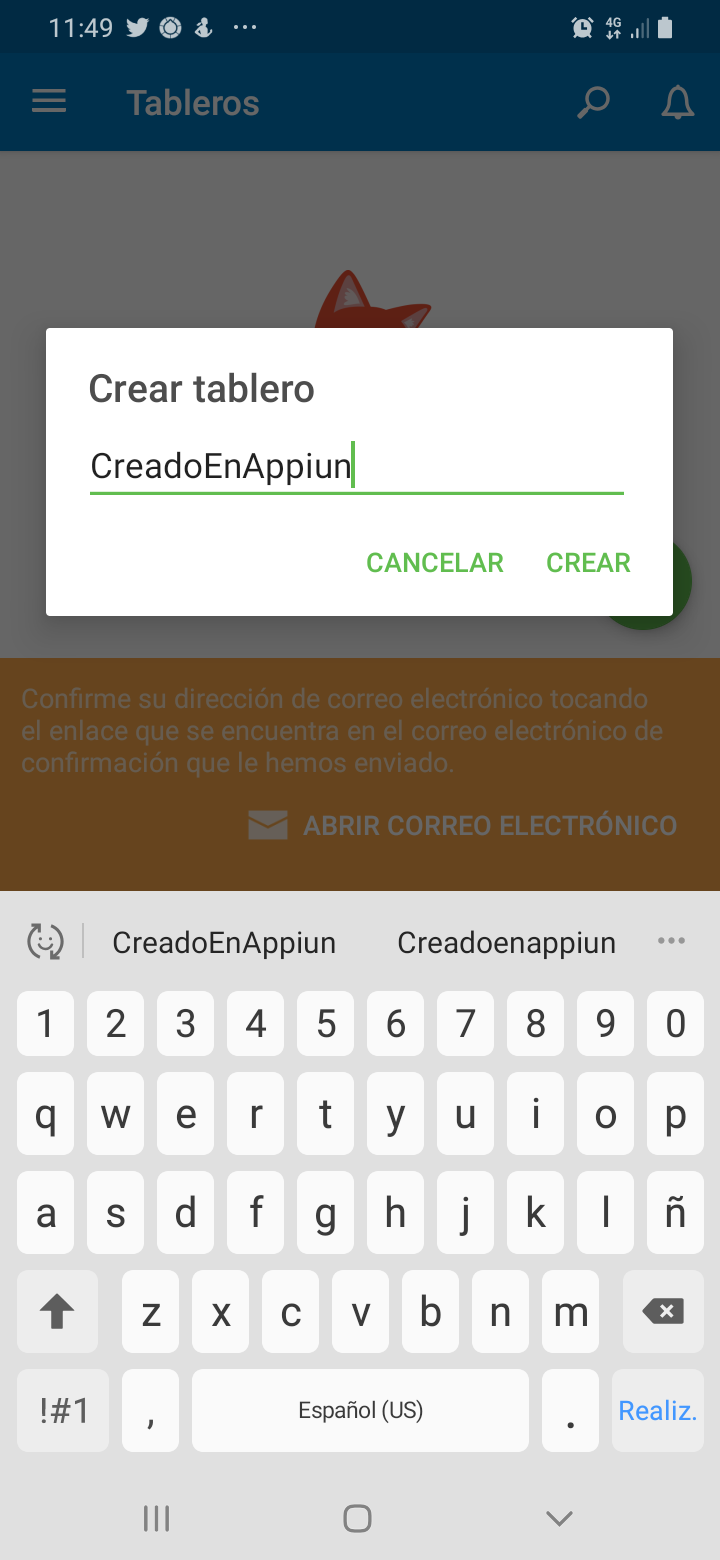 11:49
4G
Tableros
Crear tablero
CreadoEnAppiun
CANCELAR CREAR
Confirme su dirección de correo electrónico tocando
el enlace que se encuentra en el correo electrónico de
confirmación que le hemos enviado.
ABRIR CORREO ELECTRÓNICO
CreadoEnAppiun Creadoenappiun
1 2 3 4 5 6 7 8 9 0
q w e r t y u i o p
a s d f g h j k l ñ
z x c v b n m
!#1 , Español (US) . Realiz.